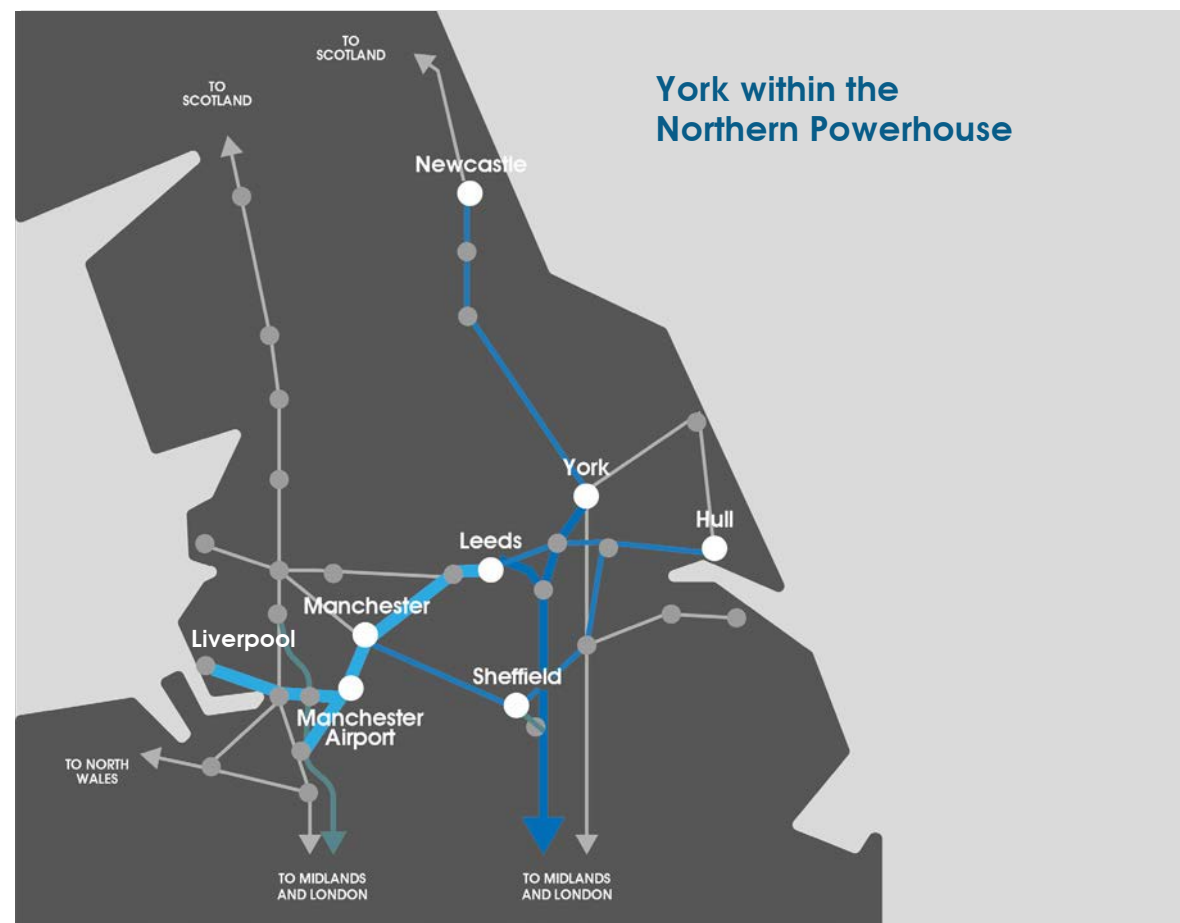 TO
SCOTLAND
TO
SCOTLAND
York within the
Northern Powerhouse
Newcastle
York
Hull
Leeds
Manchester
Liverpool
Sheffield
Manchester
Airport
TO NORTH
WALES
TO MIDLANDS
AND LONDON
TO MIDLANDS
AND LONDON